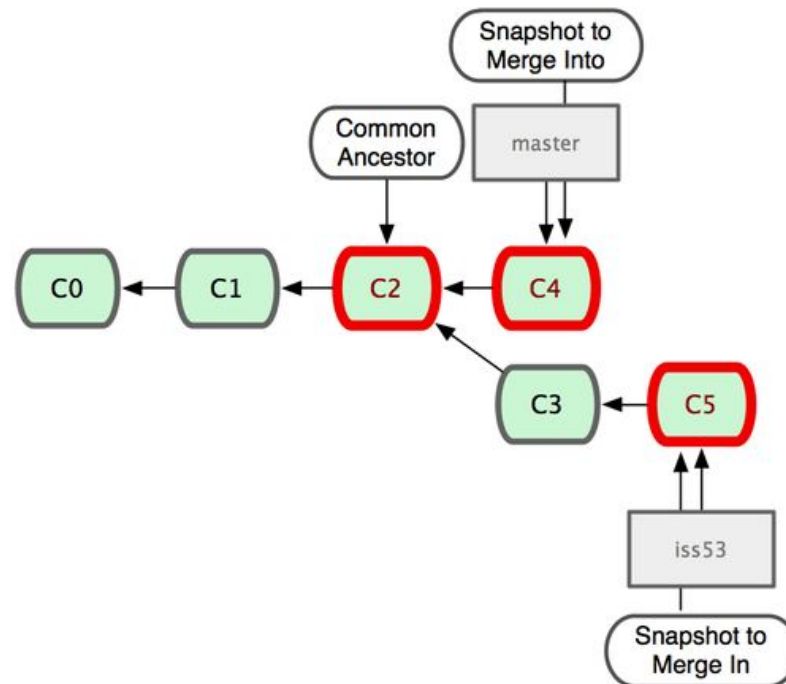 Snapshot to
Merge Into
Common
Ancestor
master
C0
C1
C2
C4
C3
C5
iss53
Snapshot to
Merge In